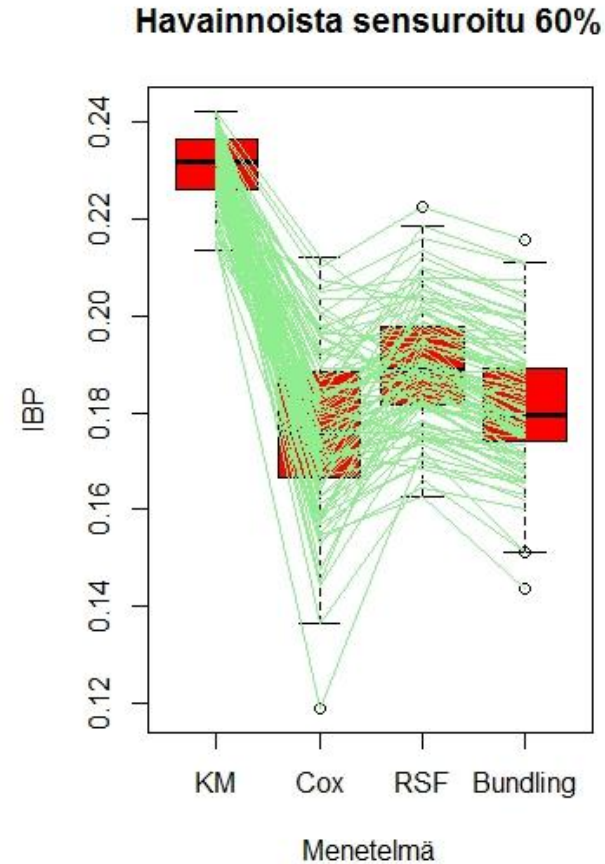 Havainnoista sensuroitu 60%
IBP
0.24
0.22
0.20
0.18
0.16
0.14
0.12
KM Cox RSF Bundling
Menetelmä